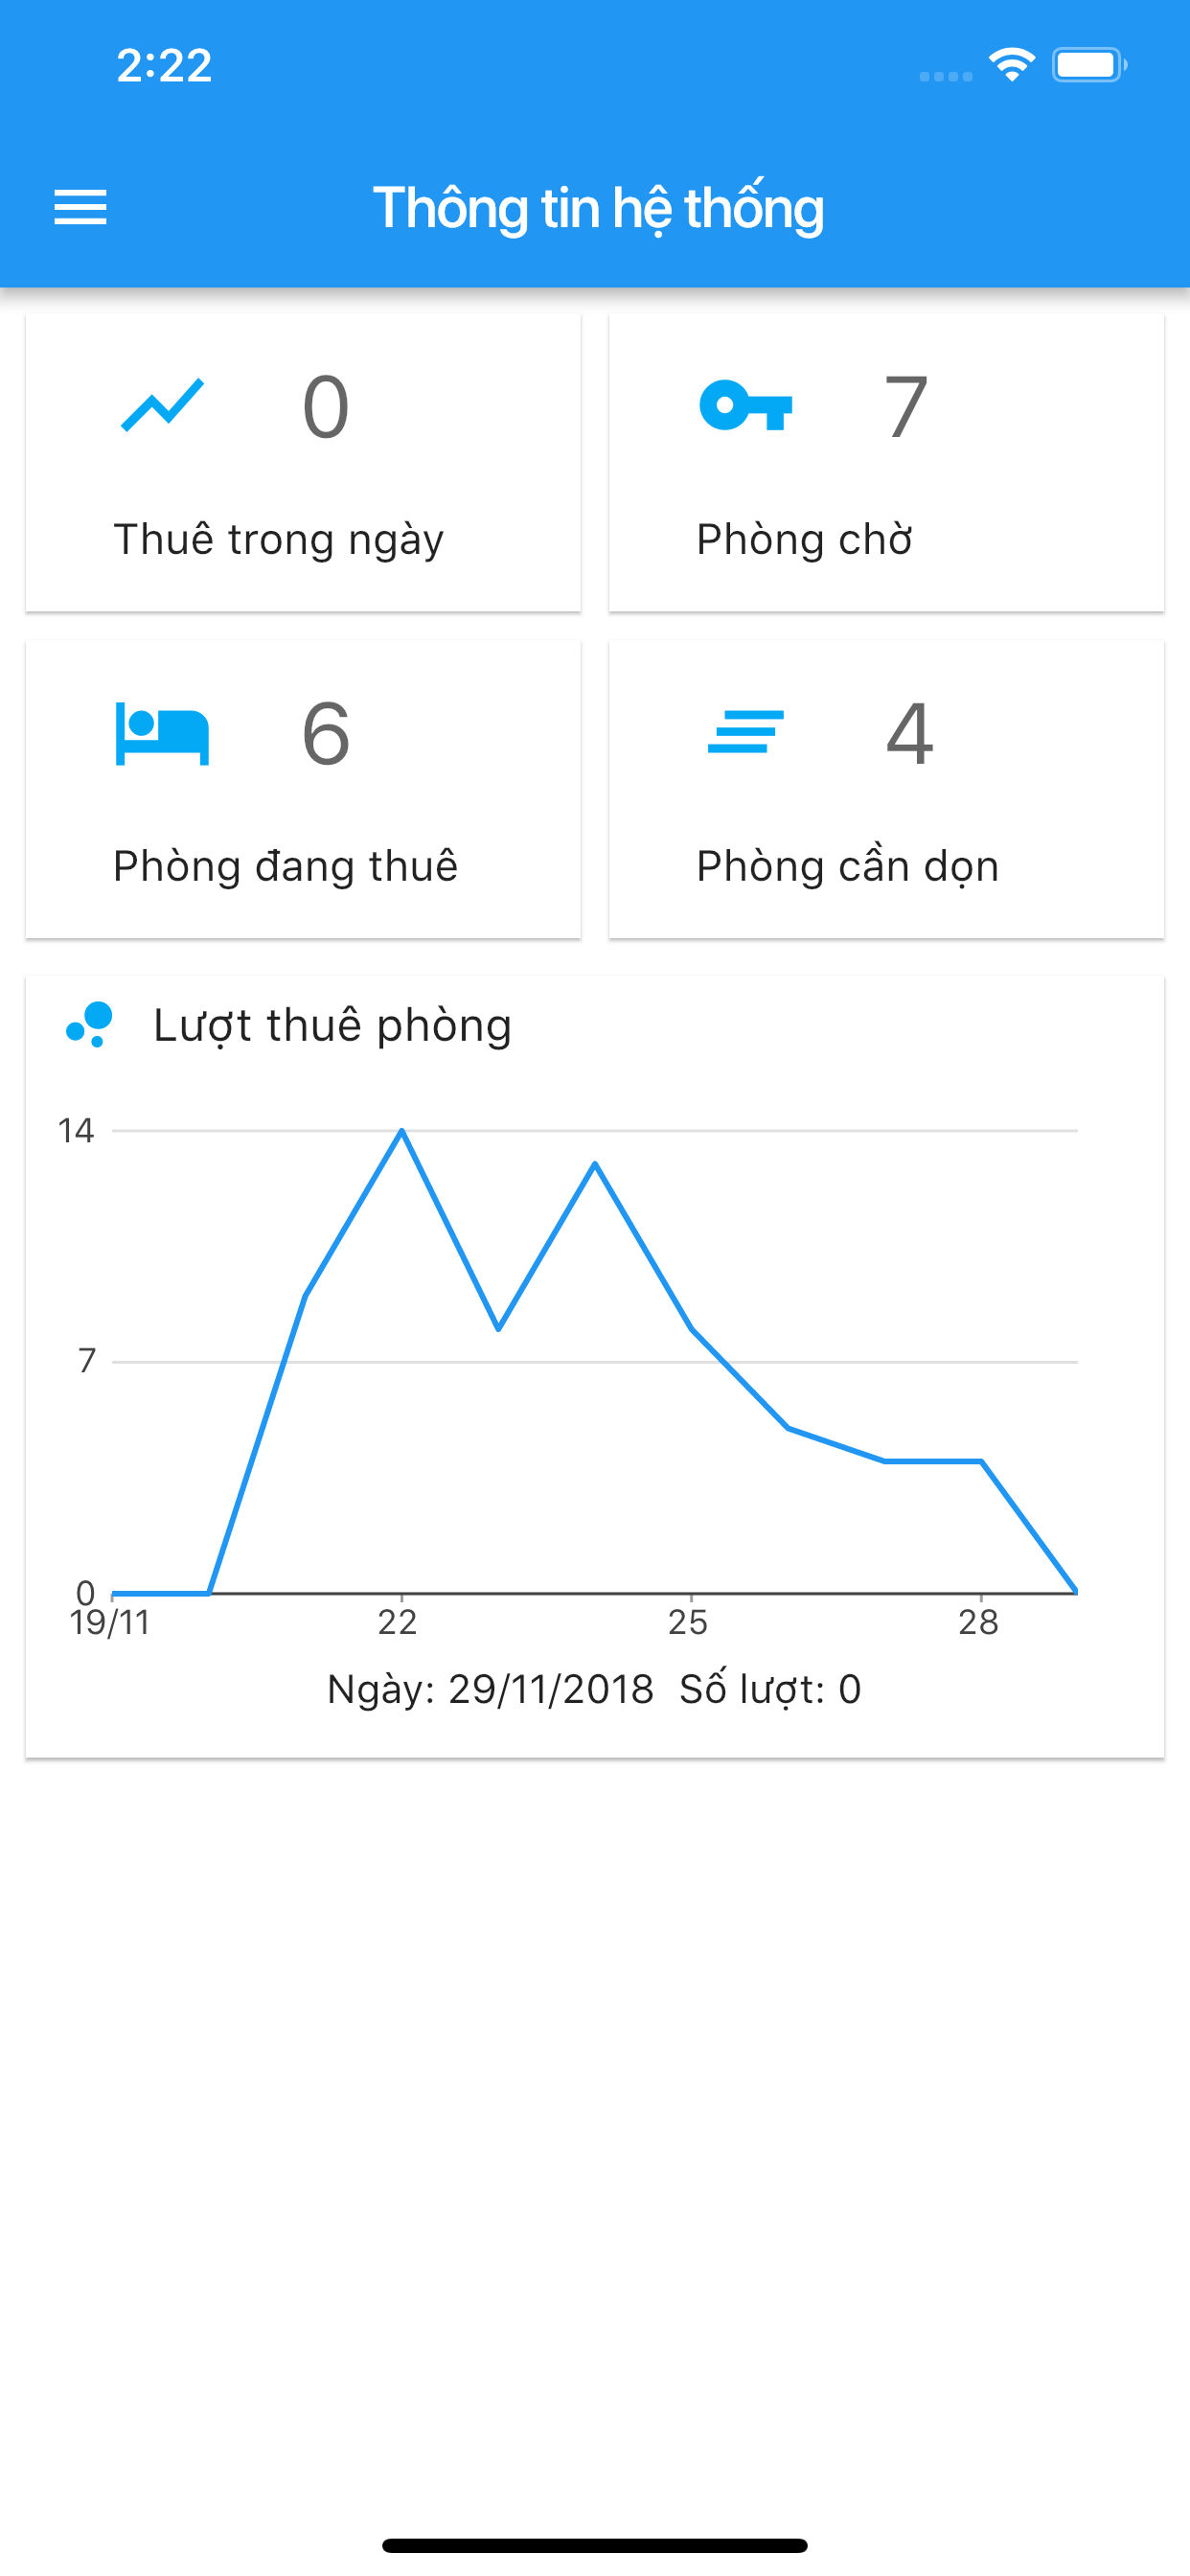 2:22
Thông tin hệ thống
0
Thuê trong ngày
7
Phòng chờ
6
Phòng đang thuê
4
Phòng cần dọn
Lượt thuê phòng
14
7
0
19/11 22 25 28
Ngày: 29/11/2018 Số lượt: 0